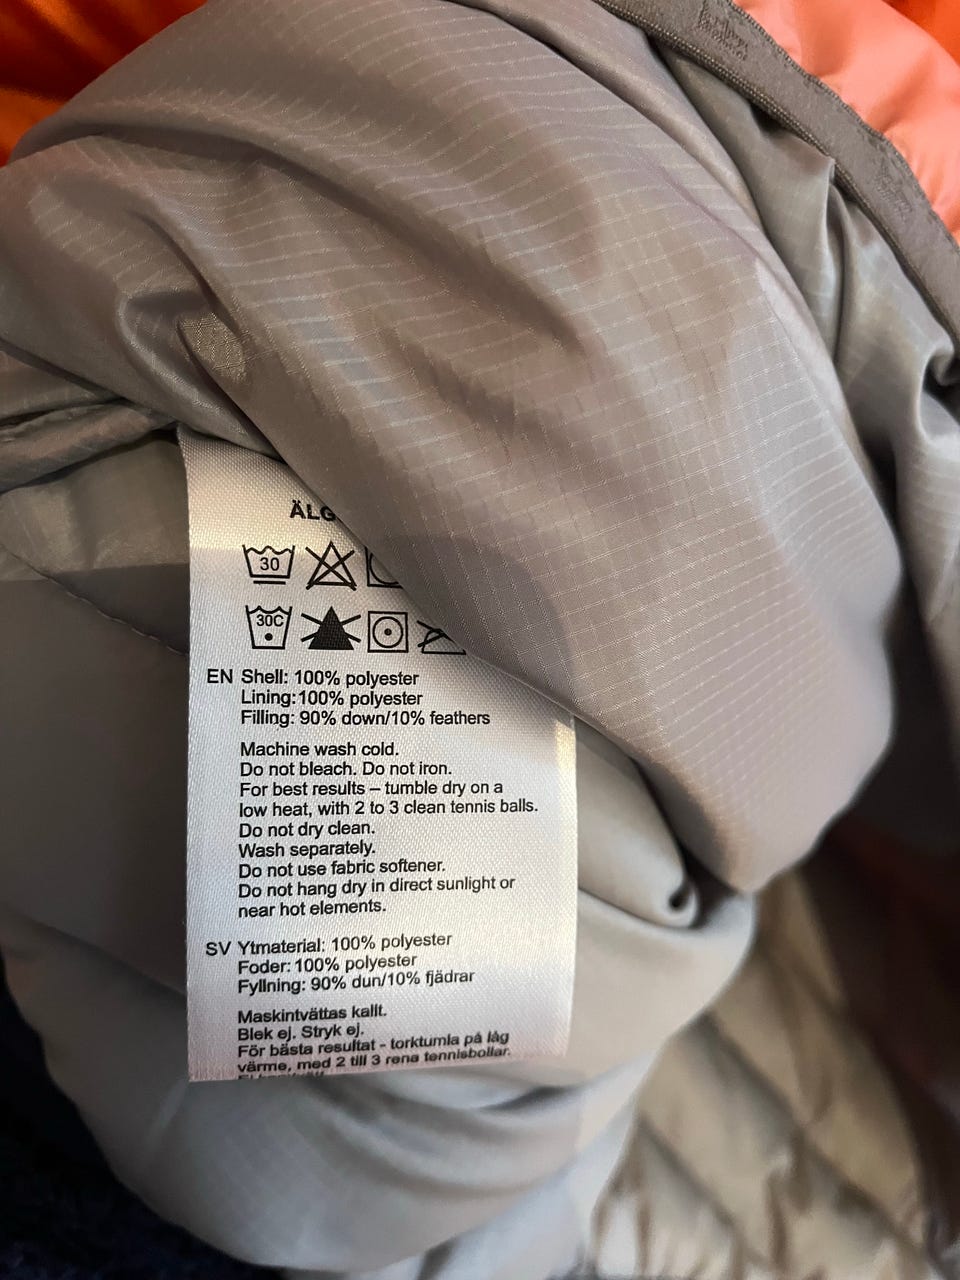 ÄLG
30
30C
EN Shell: 100% polyester
Lining: 100% polyester
Filling: 90% down/10% feathers
Machine wash cold.
Do not bleach. Do not iron.
For best results – tumble dry on a
low heat, with 2 to 3 clean tennis balls.
Do not dry clean.
Wash separately.
Do not use fabric softener.
Do not hang dry in direct sunlight or
near hot elements.
SV Ytmaterial: 100% polyester
Foder: 100% polyester
Fyllning: 90% dun/10% fjädrar
Maskintvättas kallt.
Blek ej. Stryk ej.
För bästa resultat - torktumla på låg
värme, med 2 till 3 rena tennisbollar.